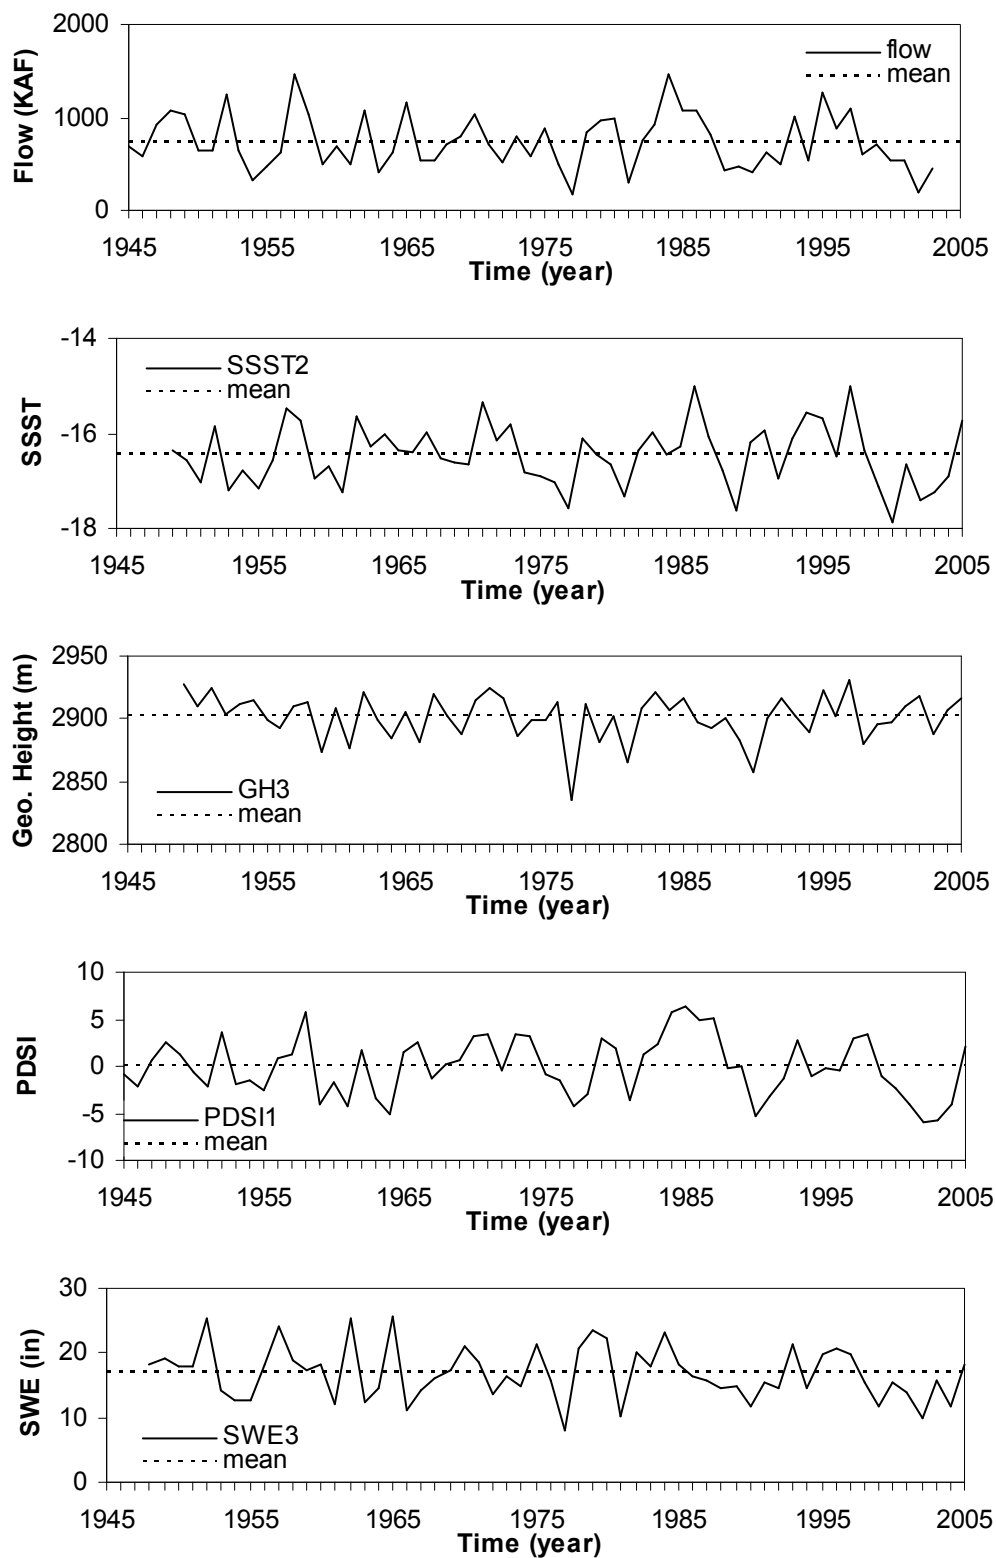 2000
1000
0
Flow (KAF)
flow
mean
1945 1955 1965 1975 1985 1995 2005
Time (year)
-14
-16
-18
SSST
SSST2
mean
1945 1955 1965 1975 1985 1995 2005
Time (year)
2950
2900
2850
2800
Geo. Height (m)
GH3
mean
1945 1955 1965 1975 1985 1995 2005
Time (year)
10
5
0
-5
-10
PDSI
PDSI1
mean
1945 1955 1965 1975 1985 1995 2005
Time (year)
30
20
10
0
SWE (in)
SWE3
mean
1945 1955 1965 1975 1985 1995 2005
Time (year)